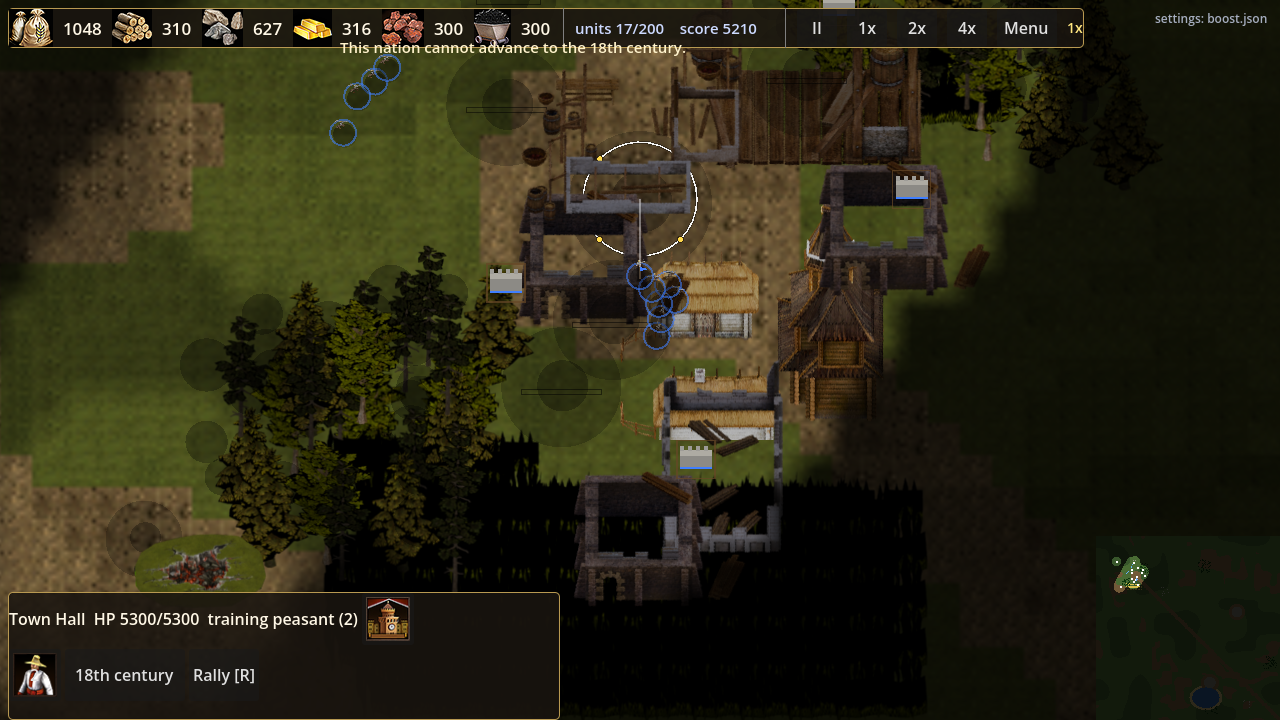 1048 310 627 316 300 300 units 17/200 score 5210 II 1x 2x 4x Menu 1x
settings: boost.json
This nation cannot advance to the 18th century.
Town Hall HP 5300/5300 training peasant (2)
18th century Rally [R]